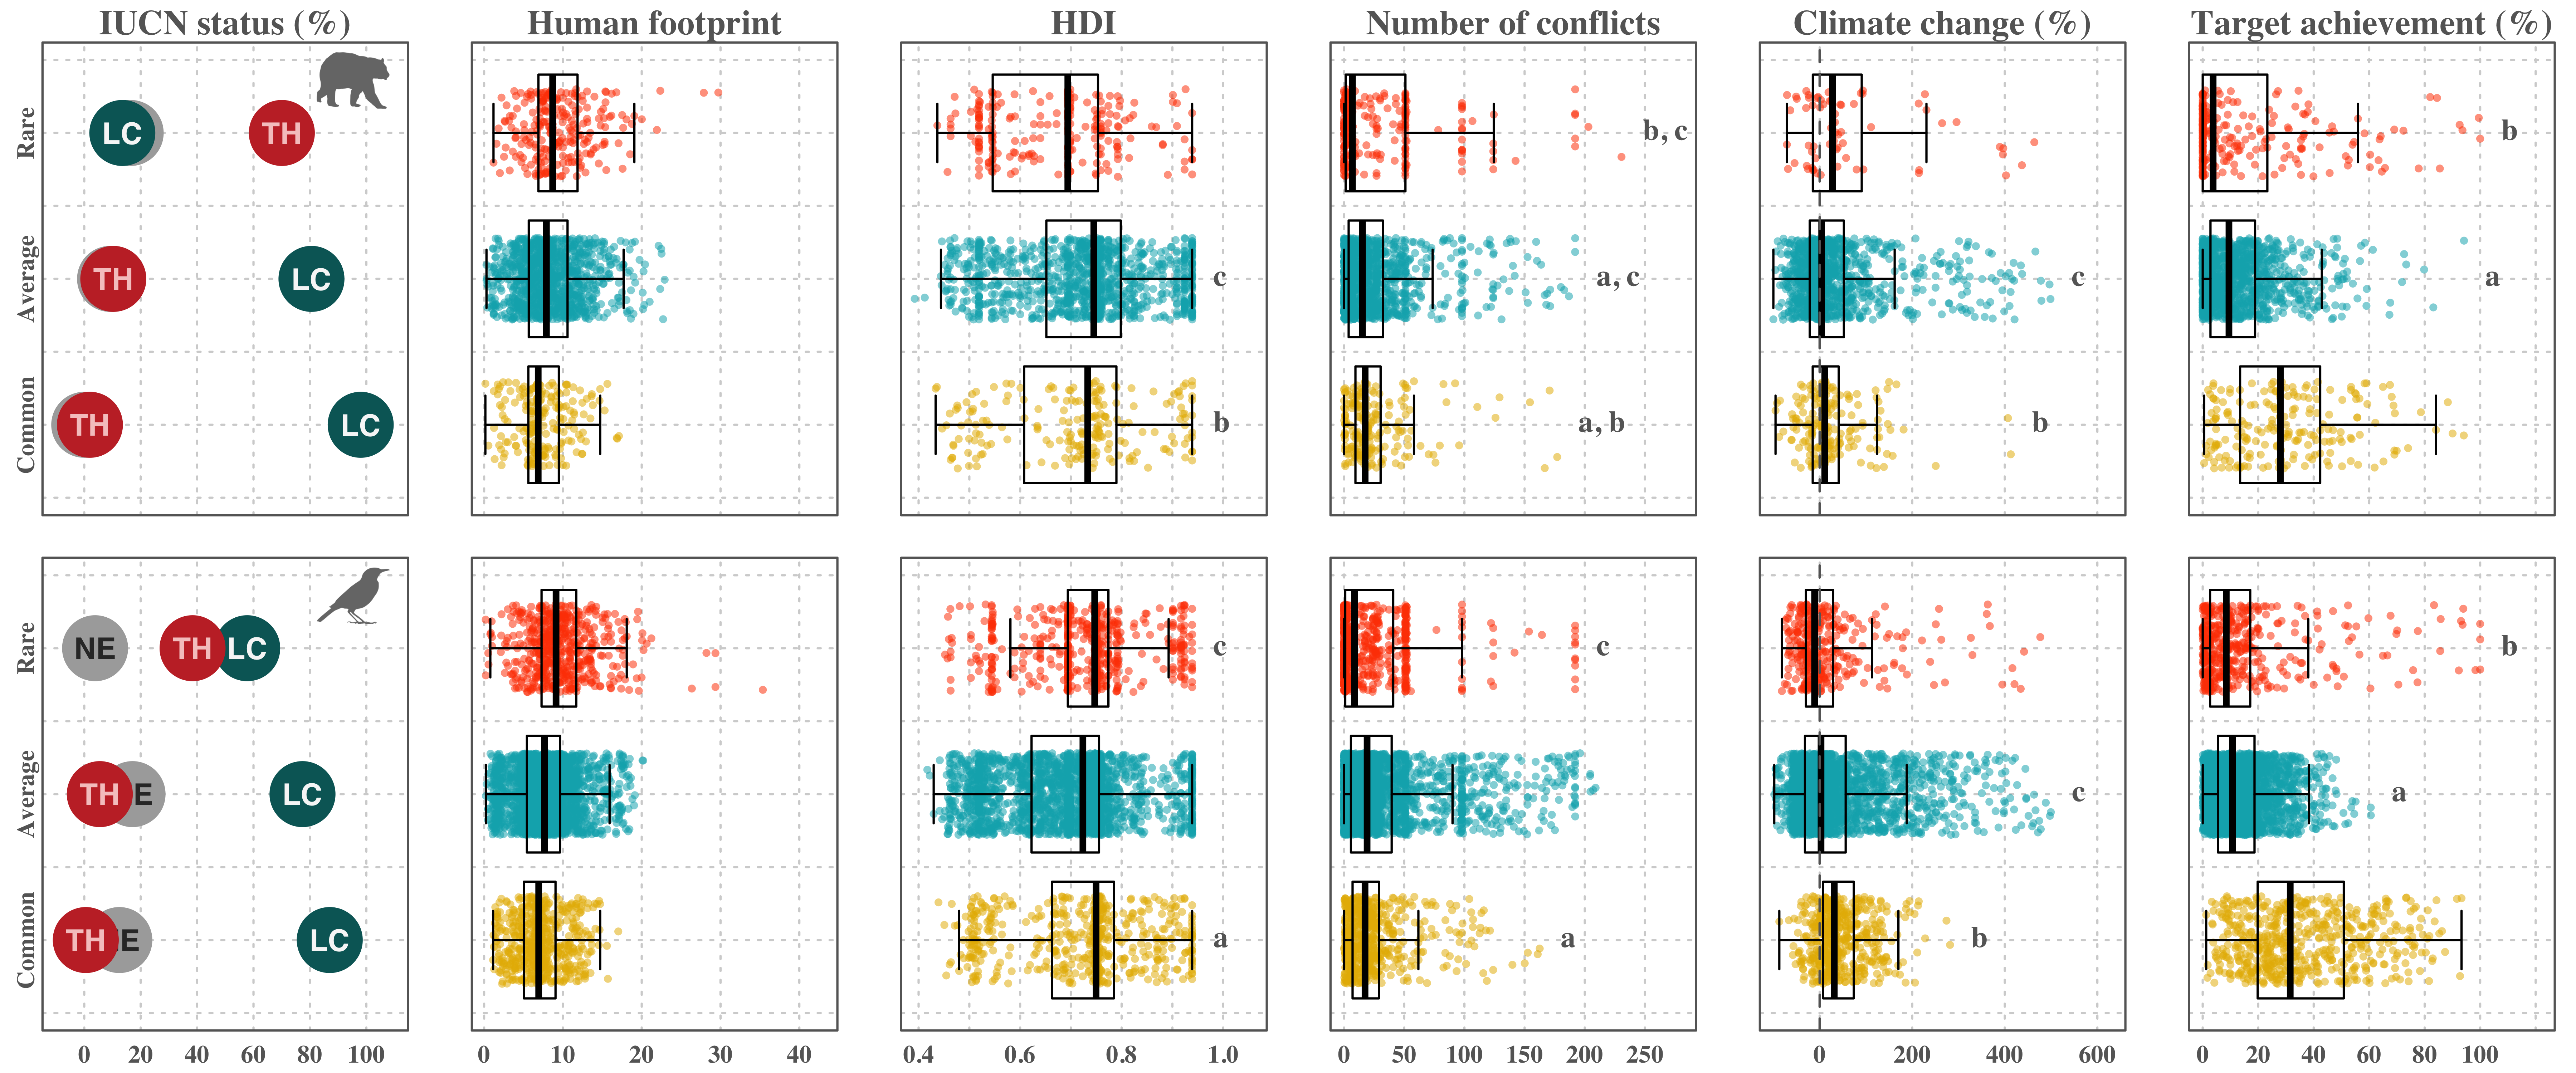 IUCN status (%) Human footprint HDI Number of conflicts Climate change (%) Target achievement (%)
Rare LC TH b, c b
Average TH LC c a, c c a
Common TH LC b a, b b
Rare NE TH LC c c b
Average TH E LC c a
Common TH E LC a a b
0 20 40 60 80 100 0 10 20 30 40 0.4 0.6 0.8 1.0 0 50 100 150 200 250 0 200 400 600 0 20 40 60 80 100